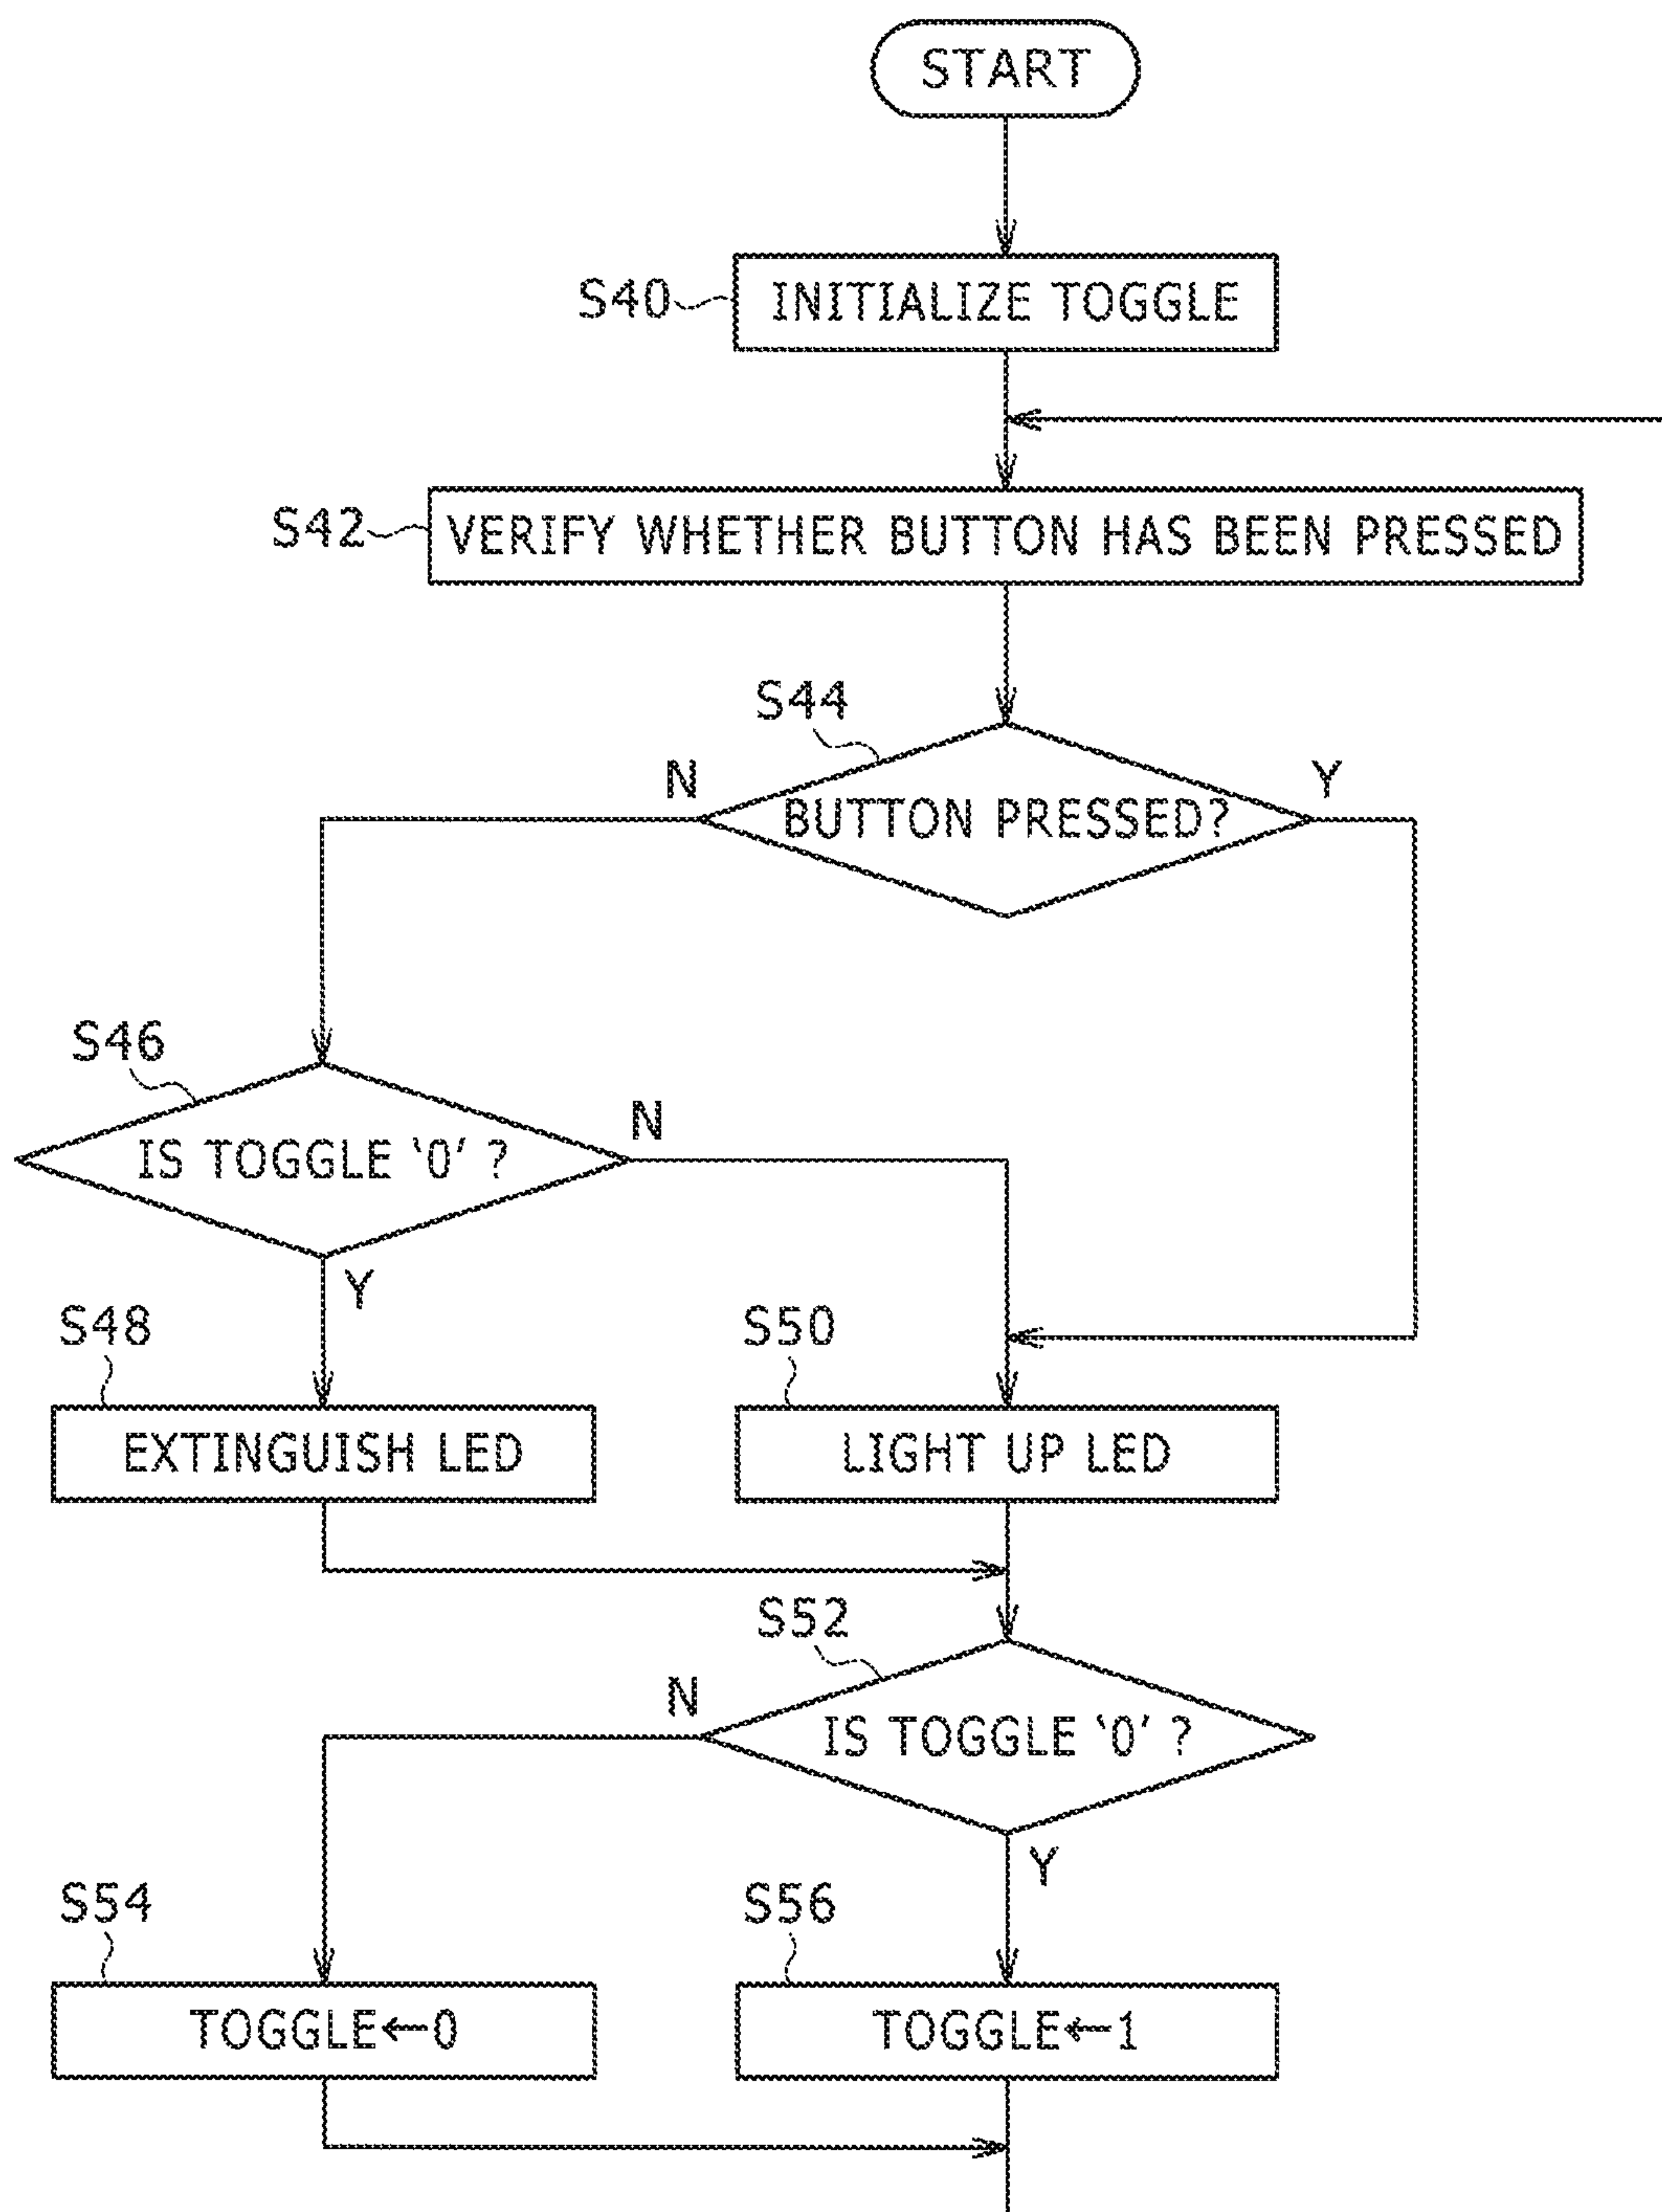 START
S40
INITIALIZE TOGGLE
S42
VERIFY WHETHER BUTTON HAS BEEN PRESSED
S44
N
Y
BUTTON PRESSED?
S46
N
IS TOGGLE ‘0’ ?
Y
S48
S50
EXTINGUISH LED
LIGHT UP LED
S52
N
IS TOGGLE ‘0’ ?
Y
S54
S56
TOGGLE←0
TOGGLE←1